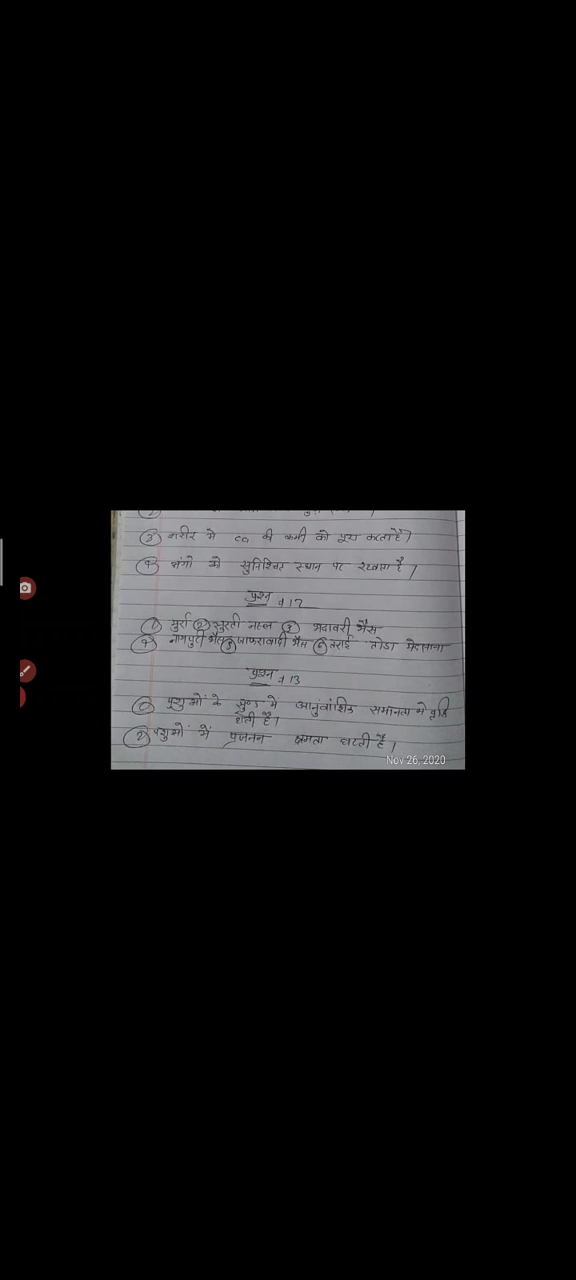 ③ शरीर में ca की कमी को पूरा करता है।
④ अंगो को सुनिश्चित स्थान पर रखता है।
प्रश्न न 12
① मुर्रा ② सुरती नस्ल ③ भदावरी भैंस
④ नागपुरी भैंस ⑤ जाफरावादी भैंस ⑥ तराई तोडा मेहसाना
प्रश्न न 13
① पशुओं के झुण्ड मे आनुवांशिक समानता मे वृद्धि
होती है।
② पशुओं में प्रजनन क्षमता घटती है।
Nov 26, 2020